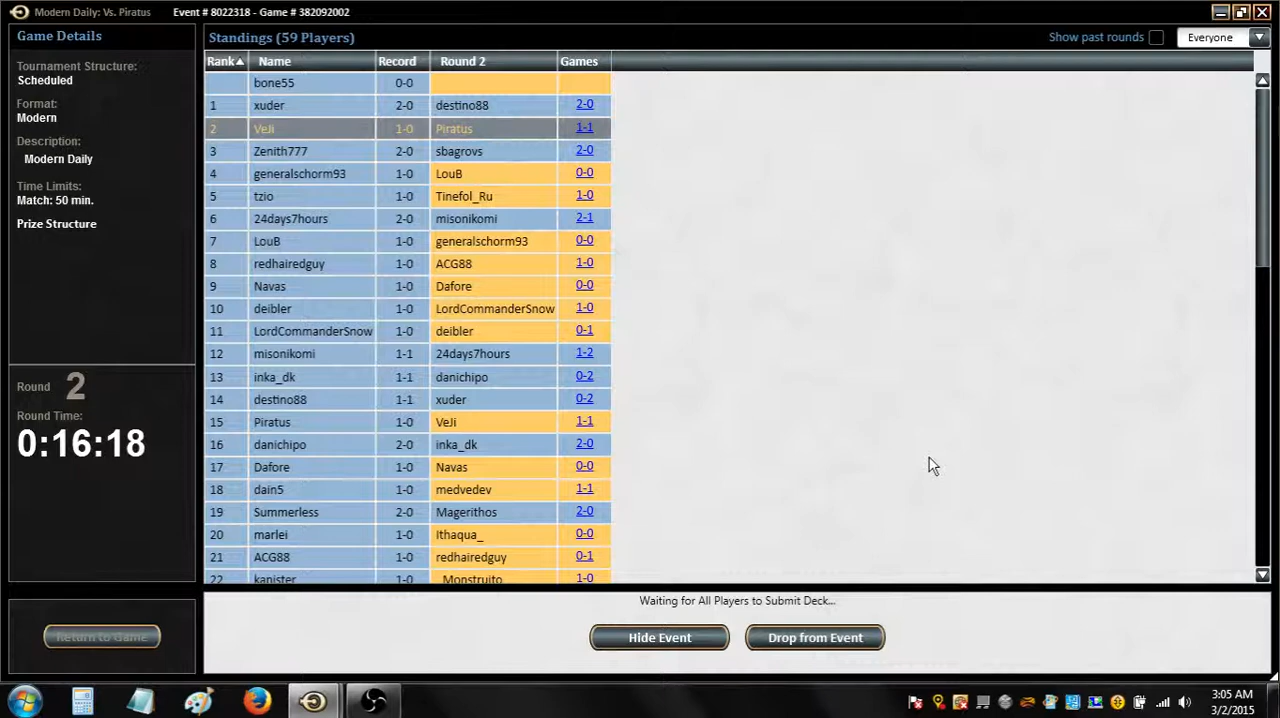 Modern Daily: Vs. Piratus Event # 8022318 - Game # 382092002
Game Details
Tournament Structure:
Scheduled
Format:
Modern
Description:
Modern Daily
Time Limits:
Match: 50 min.
Prize Structure
Round 2
Round Time:
0:16:18
Return to Game
Standings (59 Players) Show past rounds Everyone
Rank Name Record Round 2 Games
bone55 0-0
1 xuder 2-0 destino88 2-0
2 VeJi 1-0 Piratus 1-1
3 Zenith777 2-0 sbagrovs 2-0
4 generalschorm93 1-0 LouB 0-0
5 tzio 1-0 Tinefol_Ru 1-0
6 24days7hours 2-0 misonikomi 2-1
7 LouB 1-0 generalschorm93 0-0
8 redhairedguy 1-0 ACG88 1-0
9 Navas 1-0 Dafore 0-0
10 deibler 1-0 LordCommanderSnow 1-0
11 LordCommanderSnow 1-0 deibler 0-1
12 misonikomi 1-1 24days7hours 1-2
13 inka_dk 1-1 danichipo 0-2
14 destino88 1-1 xuder 0-2
15 Piratus 1-0 VeJi 1-1
16 danichipo 2-0 inka_dk 2-0
17 Dafore 1-0 Navas 0-0
18 dain5 1-0 medvedev 1-1
19 Summerless 2-0 Magerithos 2-0
20 marlei 1-0 Ithaqua_ 0-0
21 ACG88 1-0 redhairedguy 0-1
22 kanister 1-0 _Monstruito_ 1-0
Waiting for All Players to Submit Deck...
Hide Event Drop from Event
3:05 AM
3/2/2015